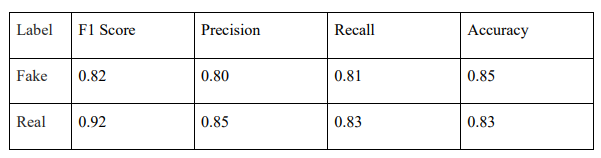 Label F1 Score Precision Recall Accuracy
Fake 0.82 0.80 0.81 0.85
Real 0.92 0.85 0.83 0.83